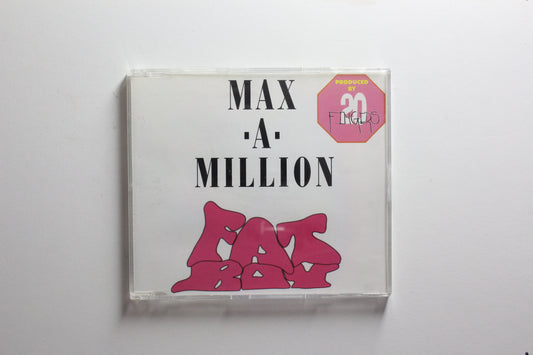 MAX
·A·
MILLION
PRODUCED
BY
20
FINGERS
FAT
BOY